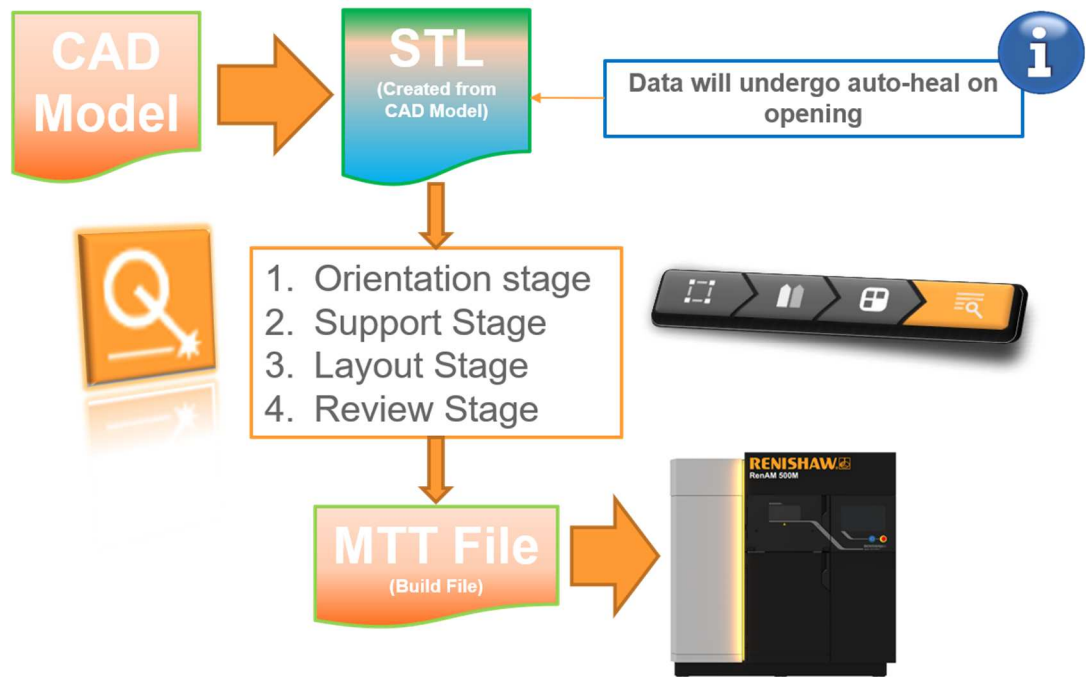 CAD
Model
STL
(Created from
CAD Model)
Data will undergo auto-heal on
opening
1. Orientation stage
2. Support Stage
3. Layout Stage
4. Review Stage
MTT File
(Build File)
RENISHAW
RenAM 500M